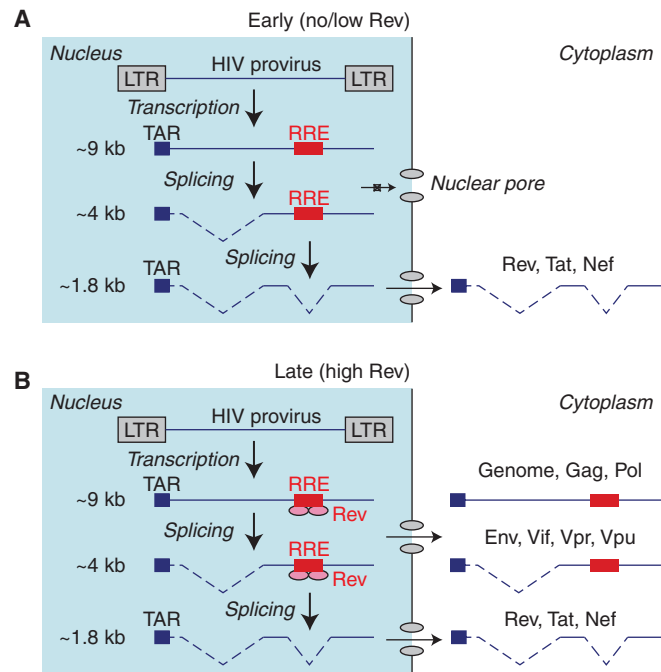 A
Early (no/low Rev)
Nucleus
Cytoplasm
HIV provirus
LTR
LTR
Transcription
TAR
RRE
~9 kb
Splicing
RRE
Nuclear pore
~4 kb
Splicing
TAR
Rev, Tat, Nef
~1.8 kb
Late (high Rev)
B
Nucleus
Cytoplasm
HIV provirus
LTR
LTR
Transcription
Genome, Gag, Pol
TAR
RRE
~9 kb
Rev
Splicing
Env, Vif, Vpr, Vpu
RRE
~4 kb
Rev
Splicing
TAR
Rev, Tat, Nef
~1.8 kb